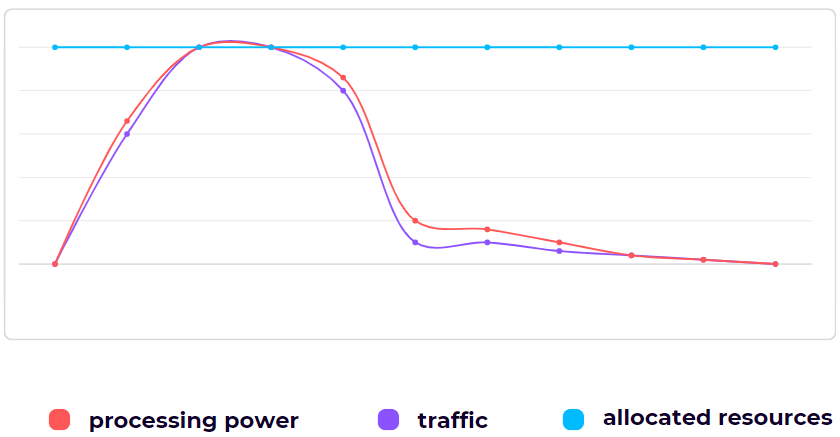 processing power
traffic
allocated resources